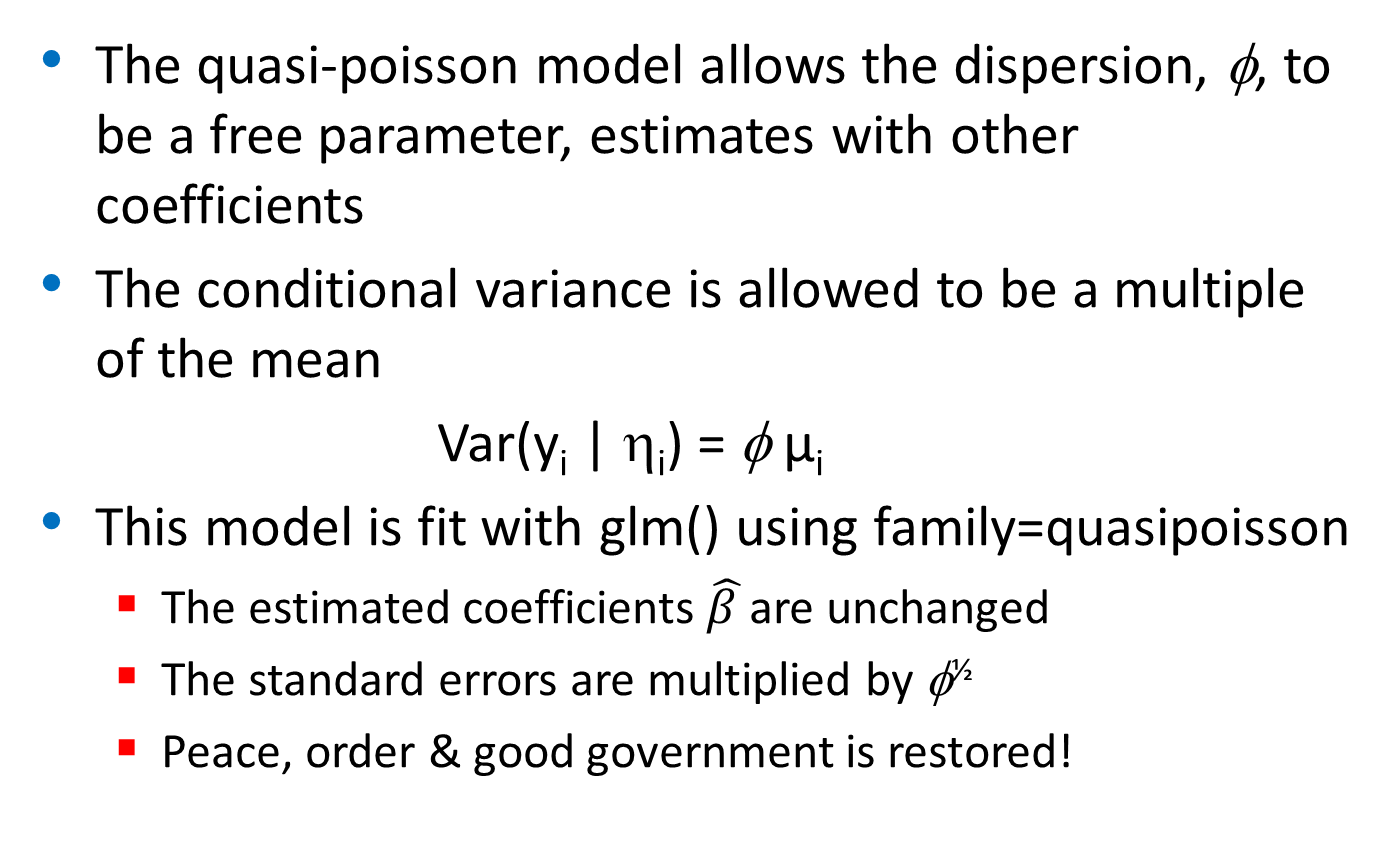 • The quasi-poisson model allows the dispersion, ϕ, to
be a free parameter, estimates with other
coefficients
• The conditional variance is allowed to be a multiple
of the mean
Var(yᵢ | ηᵢ) = ϕ μᵢ
• This model is fit with glm() using family=quasipoisson
▪ The estimated coefficients β̂ are unchanged
▪ The standard errors are multiplied by ϕ^½
▪ Peace, order & good government is restored!